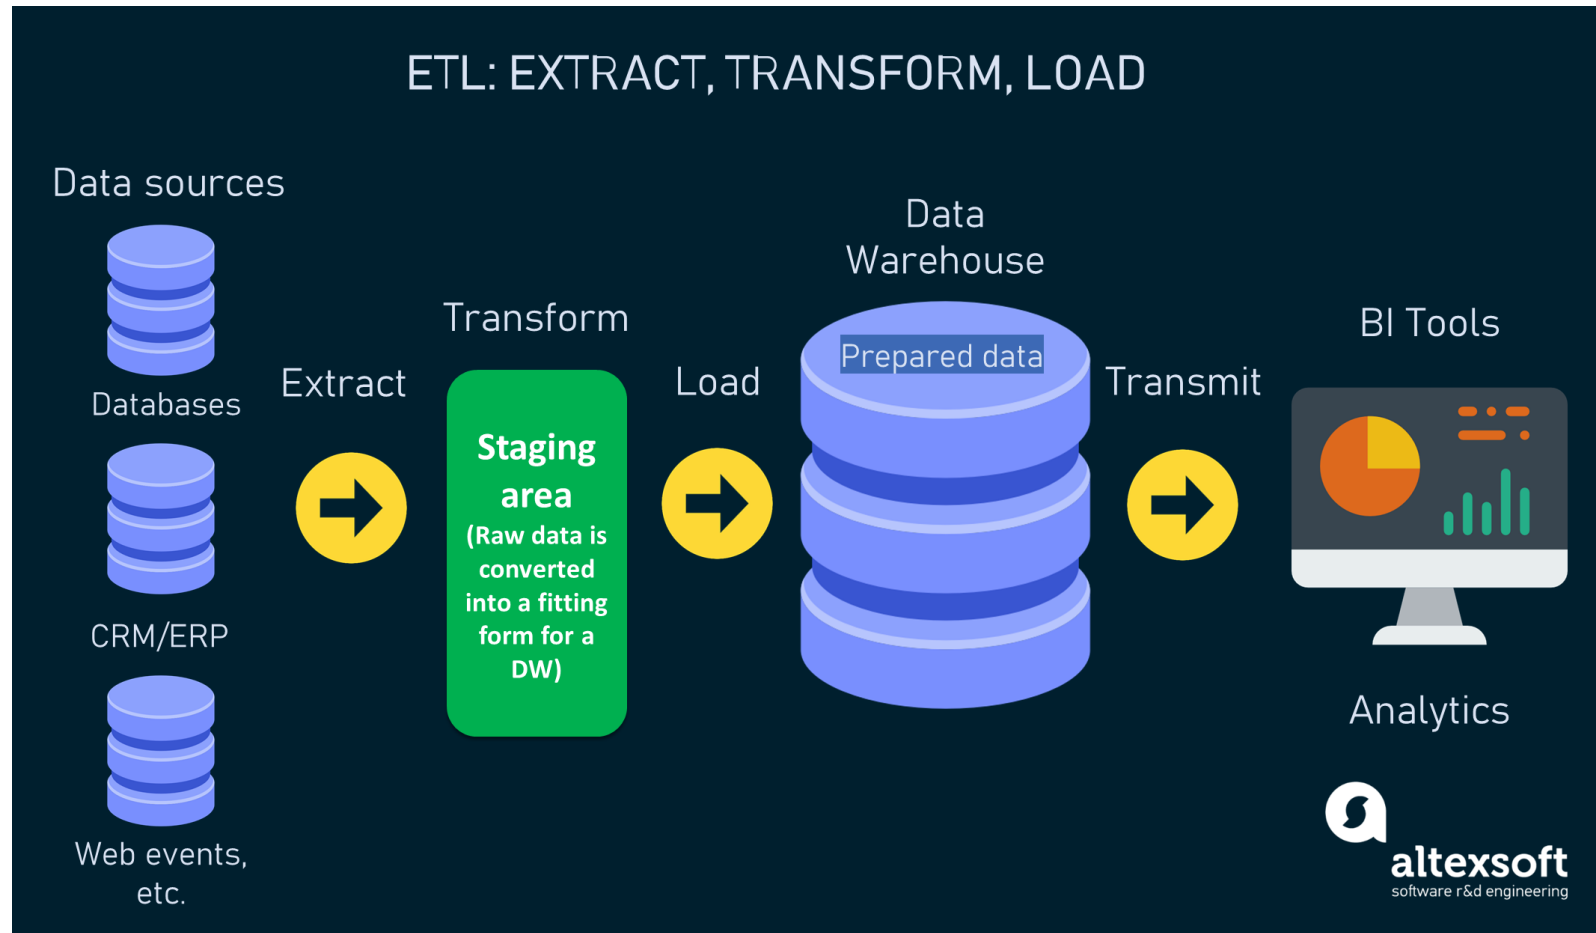 ETL: EXTRACT, TRANSFORM, LOAD
Data sources
Databases
CRM/ERP
Web events,
etc.
Extract
Transform
Staging
area
(Raw data is
converted
into a fitting
form for a
DW)
Load
Data
Warehouse
Prepared data
Transmit
BI Tools
Analytics
altexsoft
software r&d engineering